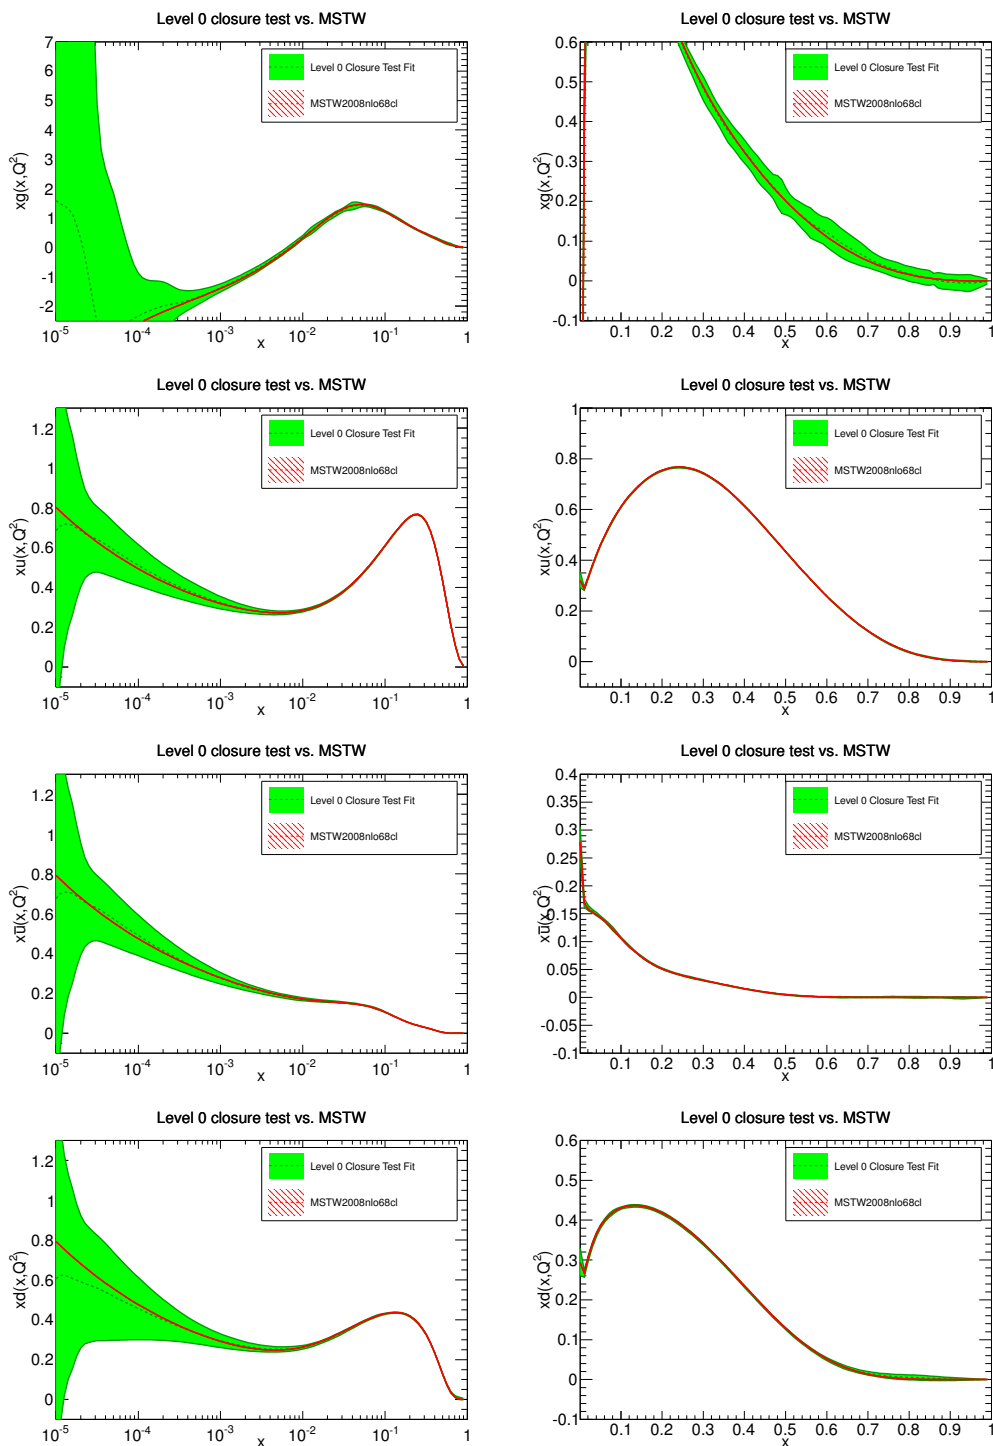 Level 0 closure test vs. MSTW
Level 0 closure test vs. MSTW
7
6
5
4
3
2
1
0
-1
-2
xg(x,Q²)
Level 0 Closure Test Fit
MSTW2008nlo68cl
10⁻⁵ 10⁻⁴ 10⁻³ 10⁻² 10⁻¹ 1
x
0.6
0.5
0.4
0.3
0.2
0.1
0
-0.1
xg(x,Q²)
Level 0 Closure Test Fit
MSTW2008nlo68cl
0.1 0.2 0.3 0.4 0.5 0.6 0.7 0.8 0.9 1
x
Level 0 closure test vs. MSTW
Level 0 closure test vs. MSTW
1.2
1
0.8
0.6
0.4
0.2
0
xu(x,Q²)
Level 0 Closure Test Fit
MSTW2008nlo68cl
10⁻⁵ 10⁻⁴ 10⁻³ 10⁻² 10⁻¹ 1
x
1
0.8
0.6
0.4
0.2
0
xu(x,Q²)
Level 0 Closure Test Fit
MSTW2008nlo68cl
0.1 0.2 0.3 0.4 0.5 0.6 0.7 0.8 0.9 1
x
Level 0 closure test vs. MSTW
Level 0 closure test vs. MSTW
1.2
1
0.8
0.6
0.4
0.2
0
xu̅(x,Q²)
Level 0 Closure Test Fit
MSTW2008nlo68cl
10⁻⁵ 10⁻⁴ 10⁻³ 10⁻² 10⁻¹ 1
x
0.4
0.35
0.3
0.25
0.2
0.15
0.1
0.05
0
-0.05
-0.1
xu̅(x,Q²)
Level 0 Closure Test Fit
MSTW2008nlo68cl
0.1 0.2 0.3 0.4 0.5 0.6 0.7 0.8 0.9 1
x
Level 0 closure test vs. MSTW
Level 0 closure test vs. MSTW
1.2
1
0.8
0.6
0.4
0.2
0
xd(x,Q²)
Level 0 Closure Test Fit
MSTW2008nlo68cl
10⁻⁵ 10⁻⁴ 10⁻³ 10⁻² 10⁻¹ 1
x
0.6
0.5
0.4
0.3
0.2
0.1
0
-0.1
xd(x,Q²)
Level 0 Closure Test Fit
MSTW2008nlo68cl
0.1 0.2 0.3 0.4 0.5 0.6 0.7 0.8 0.9 1
x